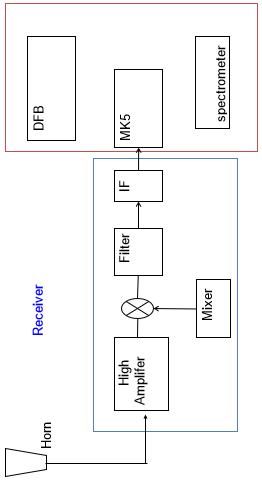 DFB
MK5
spectrometer
IF
Filter
Mixer
High
Amplifer
Receiver
Horn